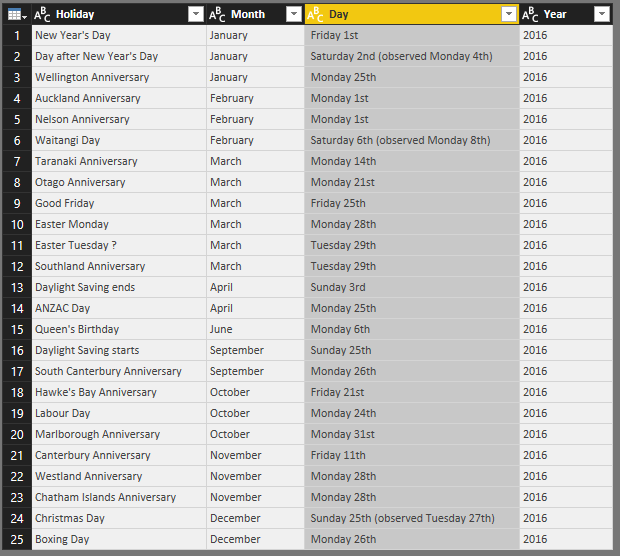 ABC Holiday ABC Month ABC Day ABC Year
1 New Year's Day January Friday 1st 2016
2 Day after New Year's Day January Saturday 2nd (observed Monday 4th) 2016
3 Wellington Anniversary January Monday 25th 2016
4 Auckland Anniversary February Monday 1st 2016
5 Nelson Anniversary February Monday 1st 2016
6 Waitangi Day February Saturday 6th (observed Monday 8th) 2016
7 Taranaki Anniversary March Monday 14th 2016
8 Otago Anniversary March Monday 21st 2016
9 Good Friday March Friday 25th 2016
10 Easter Monday March Monday 28th 2016
11 Easter Tuesday ? March Tuesday 29th 2016
12 Southland Anniversary March Tuesday 29th 2016
13 Daylight Saving ends April Sunday 3rd 2016
14 ANZAC Day April Monday 25th 2016
15 Queen's Birthday June Monday 6th 2016
16 Daylight Saving starts September Sunday 25th 2016
17 South Canterbury Anniversary September Monday 26th 2016
18 Hawke's Bay Anniversary October Friday 21st 2016
19 Labour Day October Monday 24th 2016
20 Marlborough Anniversary October Monday 31st 2016
21 Canterbury Anniversary November Friday 11th 2016
22 Westland Anniversary November Monday 28th 2016
23 Chatham Islands Anniversary November Monday 28th 2016
24 Christmas Day December Sunday 25th (observed Tuesday 27th) 2016
25 Boxing Day December Monday 26th 2016